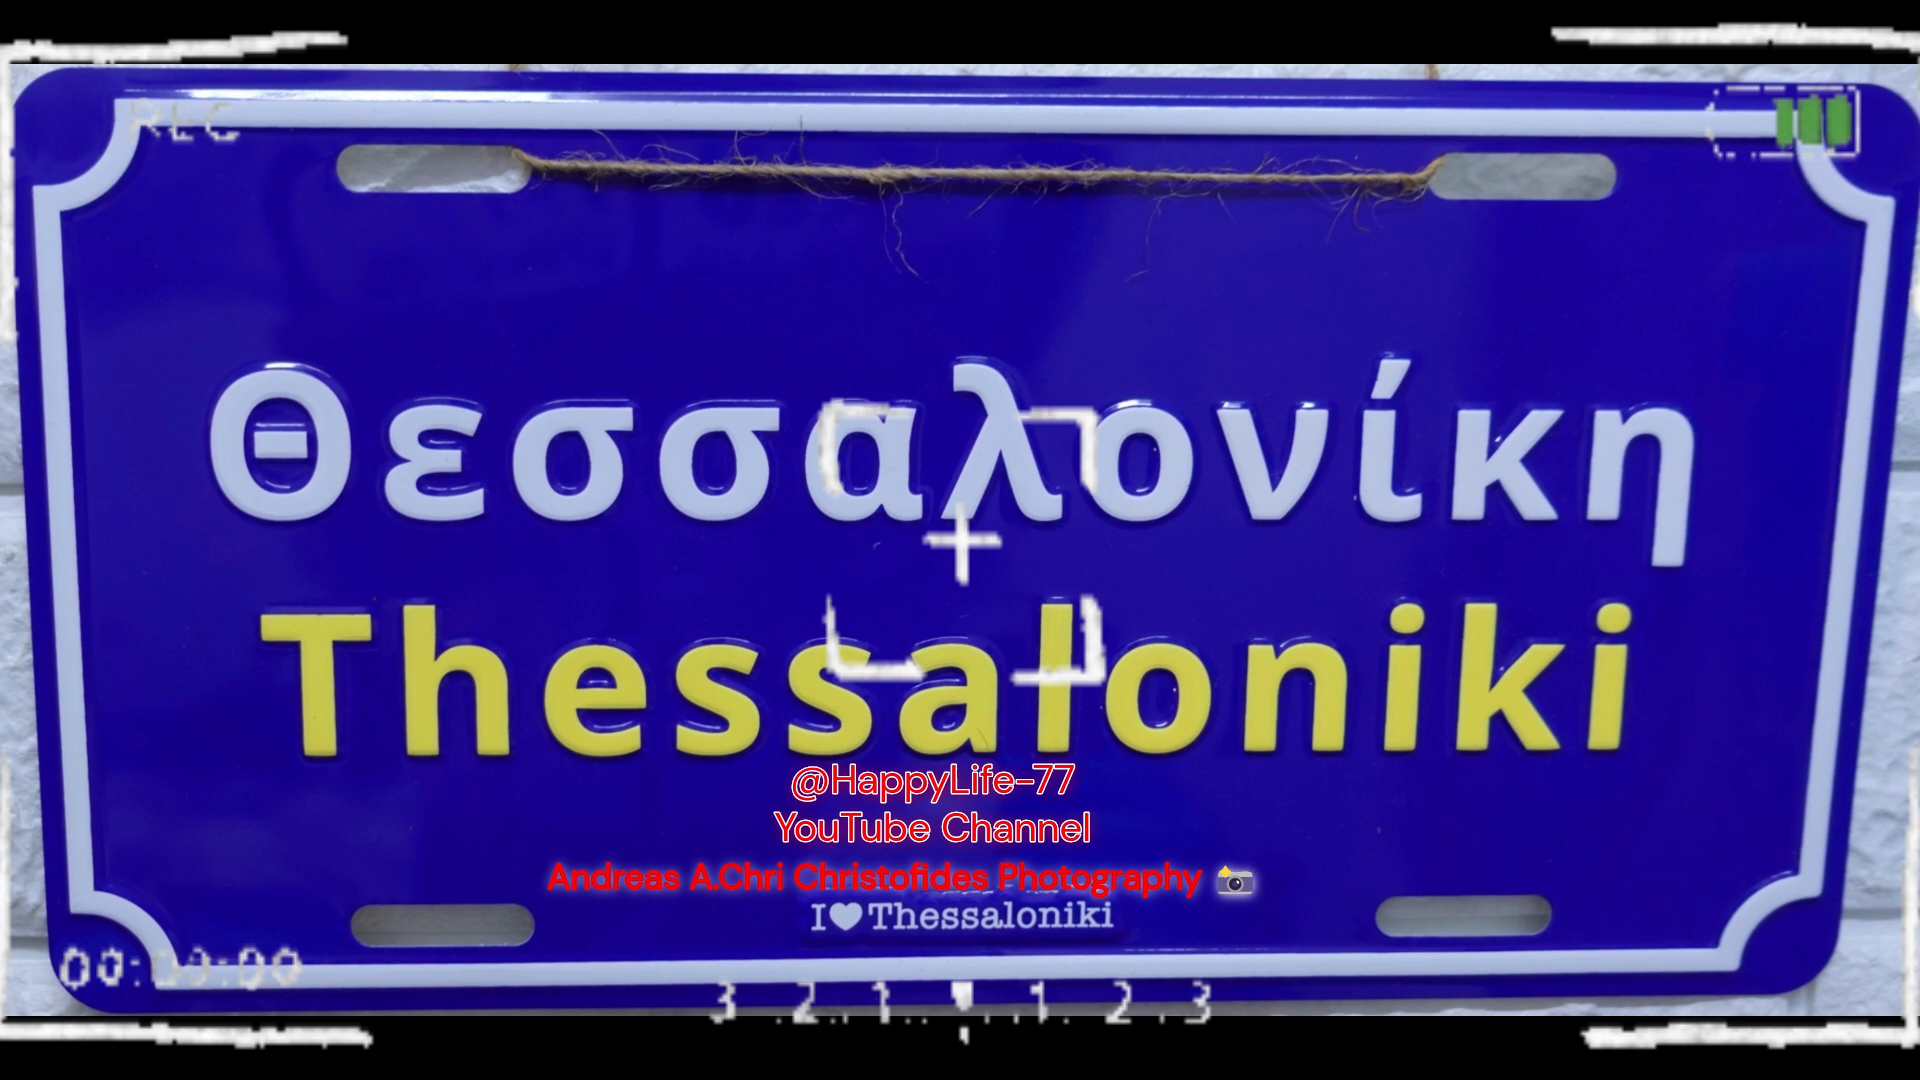 REC
Θεσσαλονίκη
Thessaloniki
@HappyLife-77
YouTube Channel
Andreas A.Chri Christofides Photography 📸
I♥Thessaloniki
00:00:00
3 .2. 1 . . . . 1 . 2 . 3